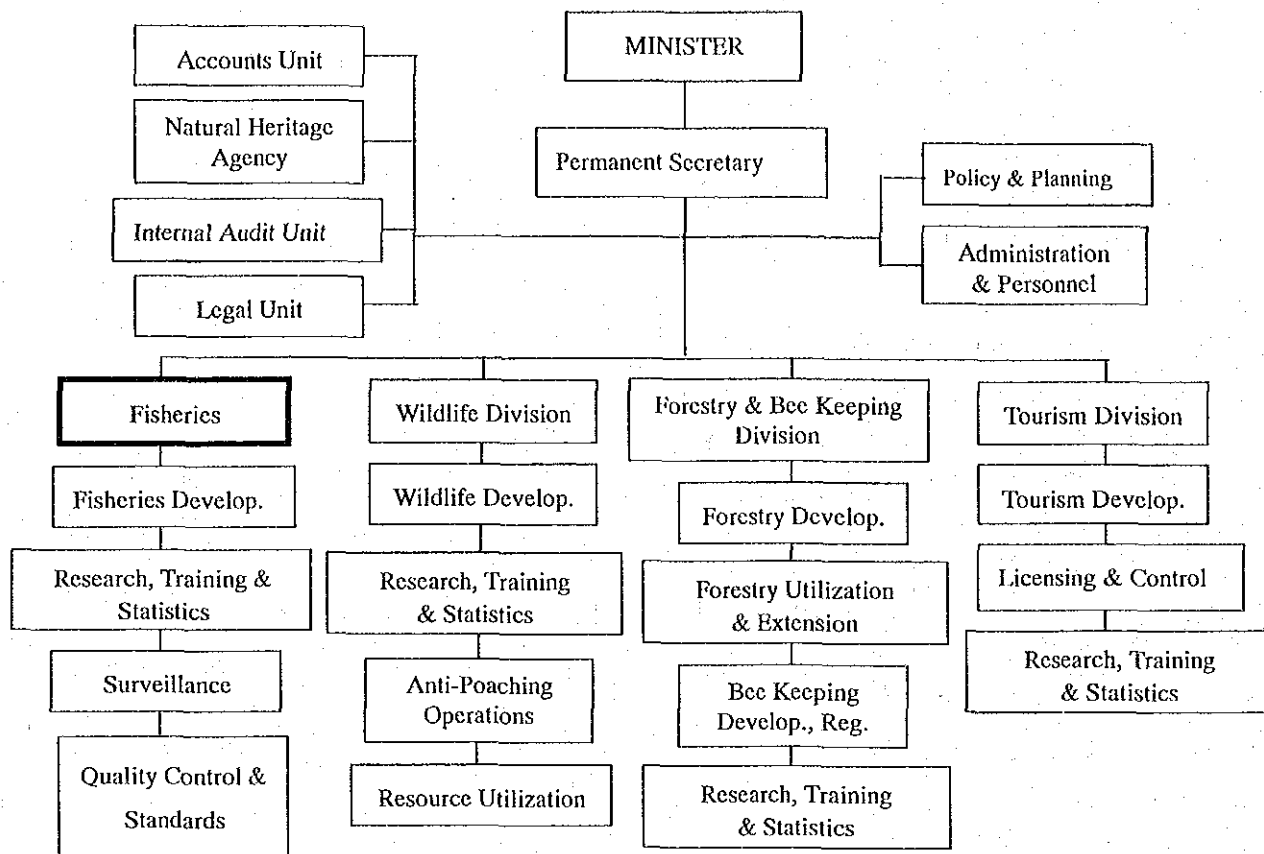 MINISTER
Accounts Unit
Natural Heritage
Agency
Permanent Secretary
Policy & Planning
Internal Audit Unit
Administration
& Personnel
Legal Unit
Fisheries
Fisheries Develop.
Research, Training &
Statistics
Surveillance
Quality Control &
Standards
Wildlife Division
Wildlife Develop.
Research, Training
& Statistics
Anti-Poaching
Operations
Resource Utilization
Forestry & Bee Keeping
Division
Forestry Develop.
Forestry Utilization
& Extension
Bee Keeping
Develop., Reg.
Research, Training
& Statistics
Tourism Division
Tourism Develop.
Licensing & Control
Research, Training
& Statistics